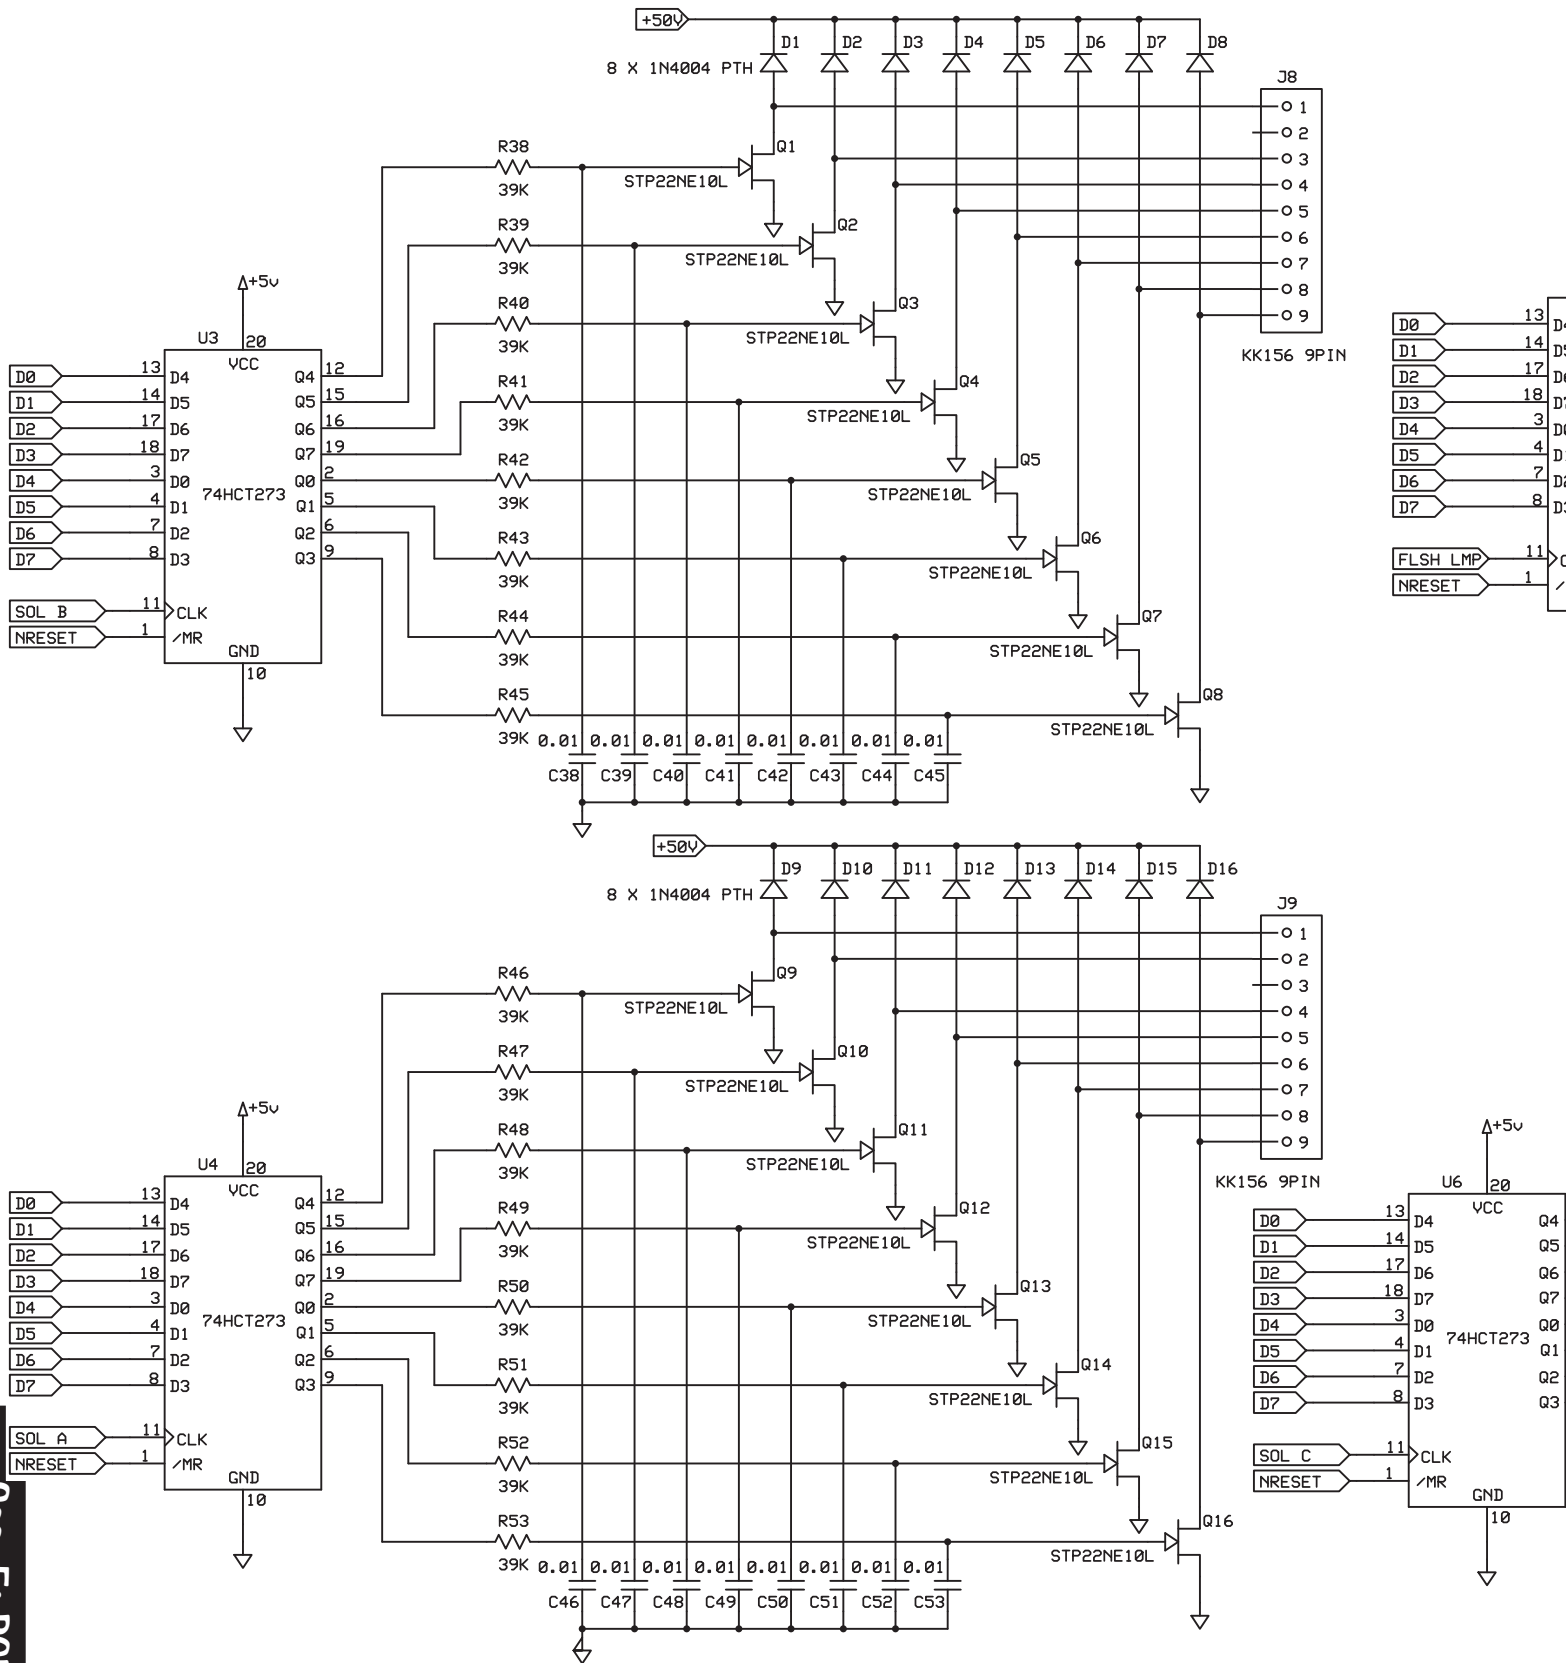 +50V
D1 D2 D3 D4 D5 D6 D7 D8
8 X 1N4004 PTH
J8
1
2
3
4
5
6
7
8
9
KK156 9PIN
R38
39K
STP22NE10L
Q1
R39
39K
STP22NE10L
Q2
R40
39K
STP22NE10L
Q3
R41
39K
STP22NE10L
Q4
R42
39K
STP22NE10L
Q5
R43
39K
STP22NE10L
Q6
R44
39K
STP22NE10L
Q7
R45
39K
STP22NE10L
Q8
+5v
U3
20
VCC
D0 13 D4 Q4 12
D1 14 D5 Q5 15
D2 17 D6 Q6 16
D3 18 D7 Q7 19
D4 3 D0 Q0 2
74HCT273
D5 4 D1 Q1 5
D6 7 D2 Q2 6
D7 8 D3 Q3 9
SOL B 11 CLK
NRESET 1 /MR
GND
10
0.01 0.01 0.01 0.01 0.01 0.01 0.01 0.01
C38 C39 C40 C41 C42 C43 C44 C45
D0 13
D1 14
D2 17
D3 18
D4 3
D5 4
D6 7
D7 8
FLSH LMP 11
NRESET 1
+50V
D9 D10 D11 D12 D13 D14 D15 D16
8 X 1N4004 PTH
J9
1
2
3
4
5
6
7
8
9
KK156 9PIN
R46
39K
STP22NE10L
Q9
R47
39K
STP22NE10L
Q10
R48
39K
STP22NE10L
Q11
R49
39K
STP22NE10L
Q12
R50
39K
STP22NE10L
Q13
R51
39K
STP22NE10L
Q14
R52
39K
STP22NE10L
Q15
R53
39K
STP22NE10L
Q16
+5v
U4
20
VCC
D0 13 D4 Q4 12
D1 14 D5 Q5 15
D2 17 D6 Q6 16
D3 18 D7 Q7 19
D4 3 D0 Q0 2
74HCT273
D5 4 D1 Q1 5
D6 7 D2 Q2 6
D7 8 D3 Q3 9
SOL A 11 CLK
NRESET 1 /MR
GND
10
0.01 0.01 0.01 0.01 0.01 0.01 0.01 0.01
C46 C47 C48 C49 C50 C51 C52 C53
+5v
U6
20
VCC
D0 13 D4 Q4
D1 14 D5 Q5
D2 17 D6 Q6
D3 18 D7 Q7
D4 3 D0 Q0
74HCT273
D5 4 D1 Q1
D6 7 D2 Q2
D7 8 D3 Q3
SOL C 11 CLK
NRESET 1 /MR
GND
10